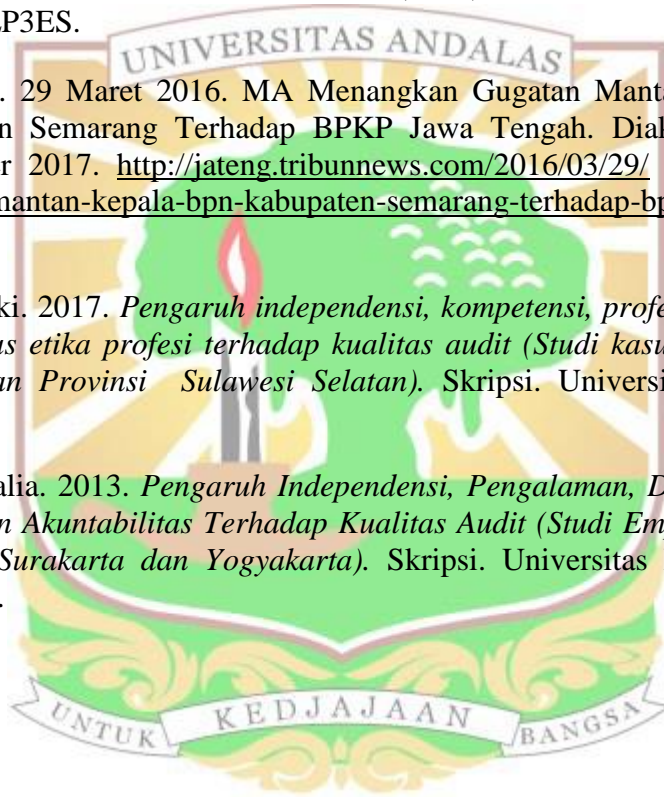 P3ES.
UNIVERSITAS ANDALAS
. 29 Maret 2016. MA Menangkan Gugatan Manta
n Semarang Terhadap BPKP Jawa Tengah. Diak
er 2017. http://jateng.tribunnews.com/2016/03/29/
mantan-kepala-bpn-kabupaten-semarang-terhadap-bp
ki. 2017. Pengaruh independensi, kompetensi, profe
us etika profesi terhadap kualitas audit (Studi kasu
an Provinsi Sulawesi Selatan). Skripsi. Universi
alia. 2013. Pengaruh Independensi, Pengalaman, D
n Akuntabilitas Terhadap Kualitas Audit (Studi Em
Surakarta dan Yogyakarta). Skripsi. Universitas
.
UNTUK KEDJAJAAN BANGSA